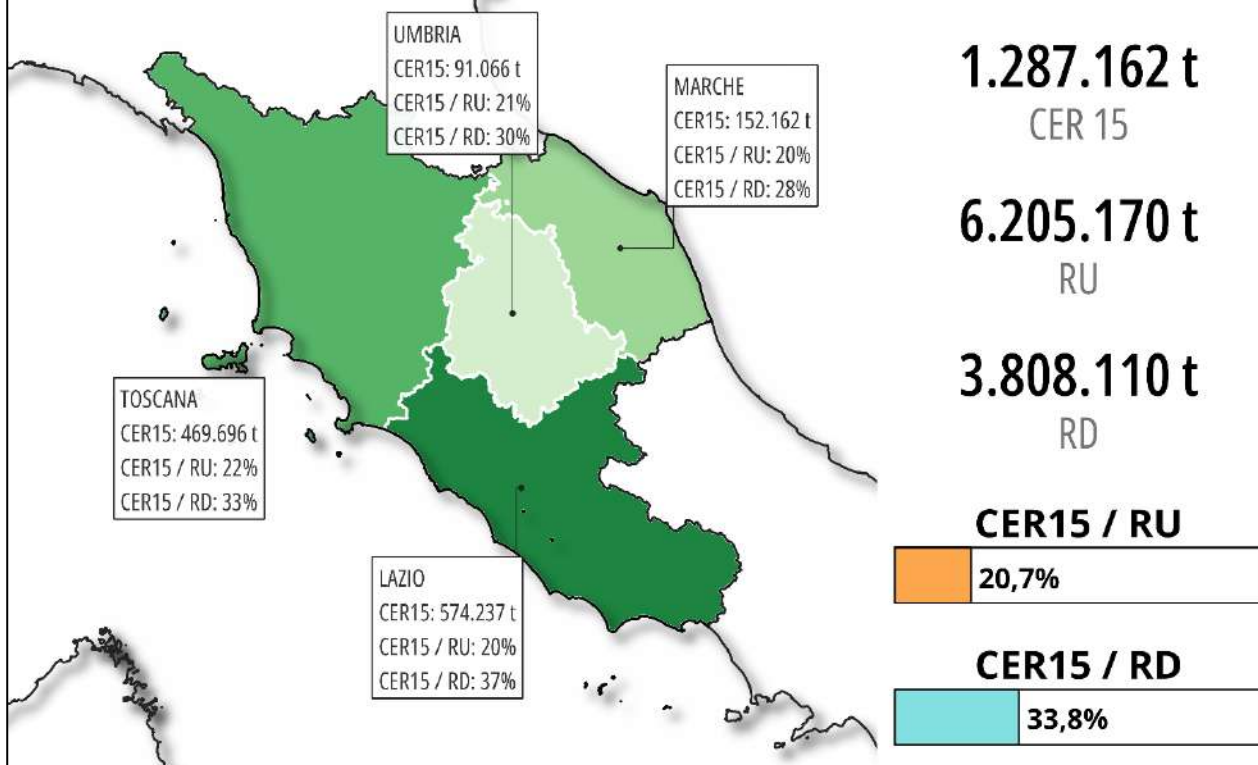 UMBRIA
CER15: 91.066 t
CER15 / RU: 21%
CER15 / RD: 30%
MARCHE
CER15: 152.162 t
CER15 / RU: 20%
CER15 / RD: 28%
TOSCANA
CER15: 469.696 t
CER15 / RU: 22%
CER15 / RD: 33%
LAZIO
CER15: 574.237 t
CER15 / RU: 20%
CER15 / RD: 37%
1.287.162 t
CER 15
6.205.170 t
RU
3.808.110 t
RD
CER15 / RU
20,7%
CER15 / RD
33,8%